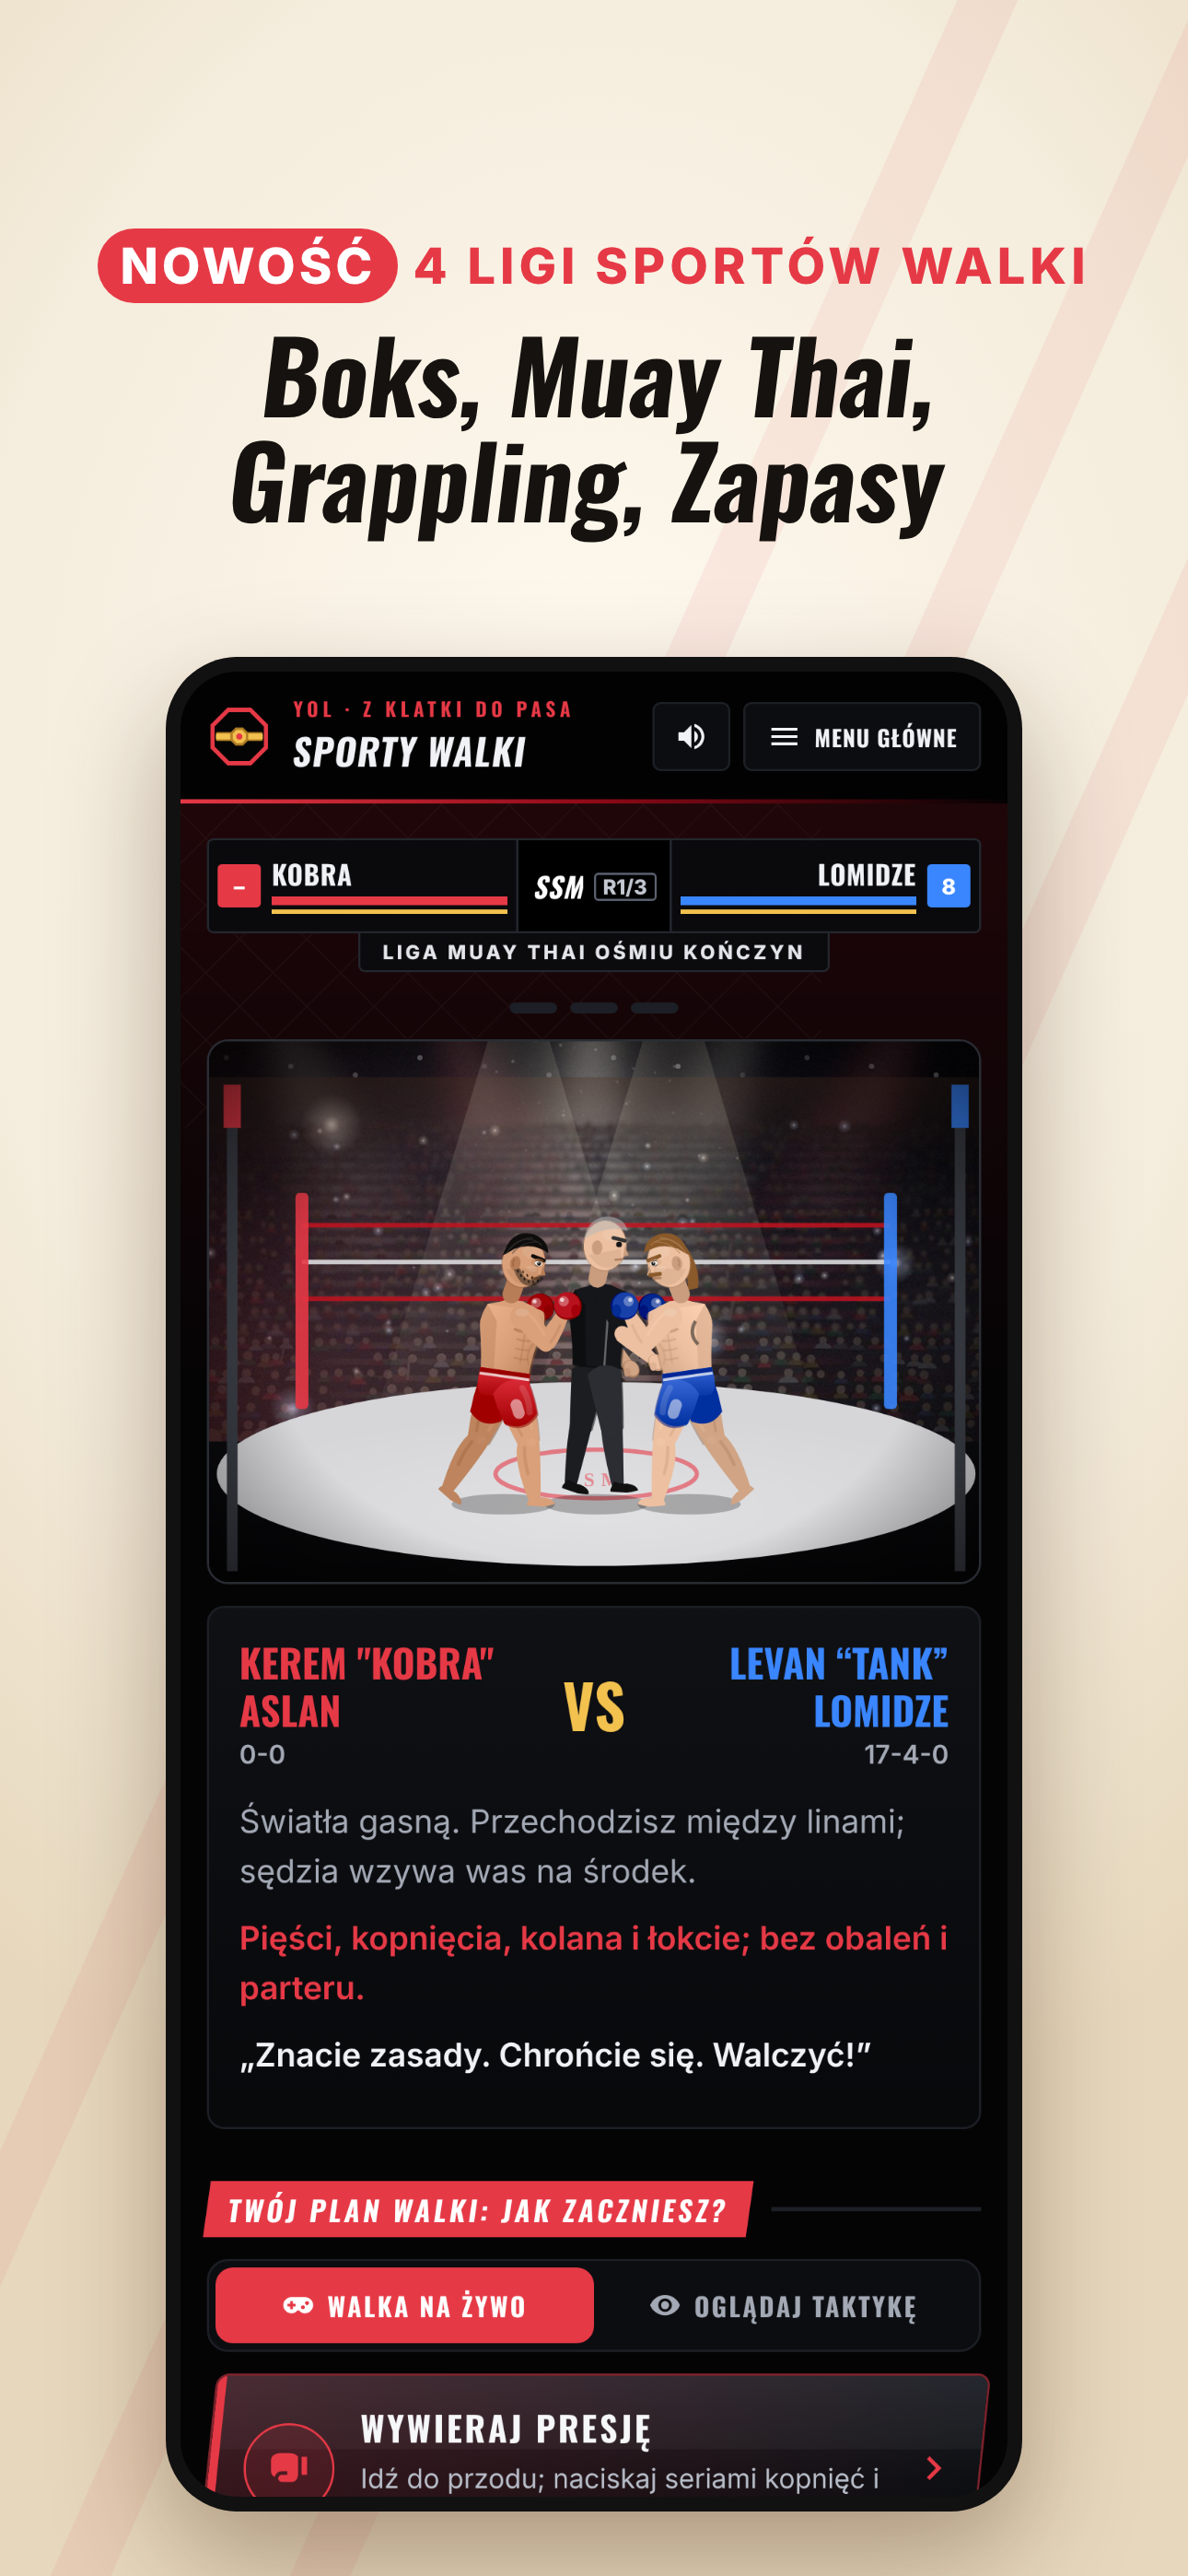 NOWOŚĆ 4 LIGI SPORTÓW WALKI
Boks, Muay Thai,
Grappling, Zapasy
YOL · Z KLATKI DO PASA
SPORTY WALKI
MENU GŁÓWNE
– KOBRA
SSM R1/3
LOMIDZE 8
LIGA MUAY THAI OŚMIU KOŃCZYN
KEREM "KOBRA"
ASLAN
0-0
VS
LEVAN “TANK”
LOMIDZE
17-4-0
Światła gasną. Przechodzisz między linami;
sędzia wzywa was na środek.
Pięści, kopnięcia, kolana i łokcie; bez obaleń i
parteru.
„Znacie zasady. Chrońcie się. Walczyć!”
TWÓJ PLAN WALKI: JAK ZACZNIESZ?
WALKA NA ŻYWO
OGLĄDAJ TAKTYKĘ
WYWIERAJ PRESJĘ
Idź do przodu; naciskaj seriami kopnięć i